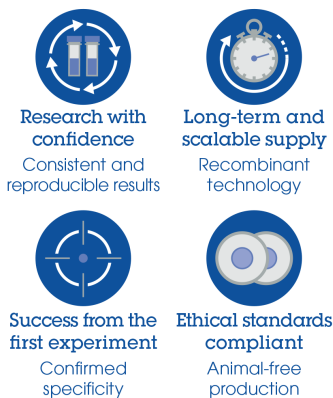 Research with
confidence
Consistent and
reproducible results
Long-term and
scalable supply
Recombinant
technology
Success from the
first experiment
Confirmed
specificity
Ethical standards
compliant
Animal-free
production